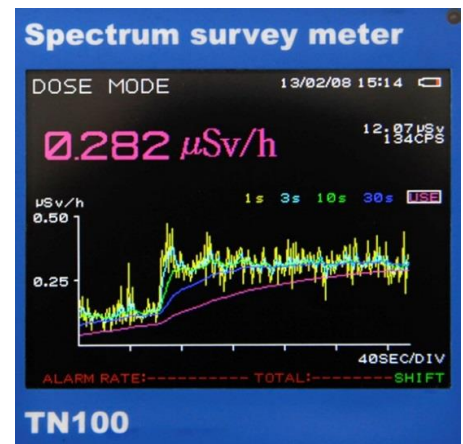 Spectrum survey meter
DOSE MODE 13/02/08 15:14
0.282 μSv/h
12.07μSv
134CPS
μSv/h 1s 3s 10s 30s USE
0.50
0.25
40SEC/DIV
ALARM RATE:---------- TOTAL:--------SHIFT
TN100